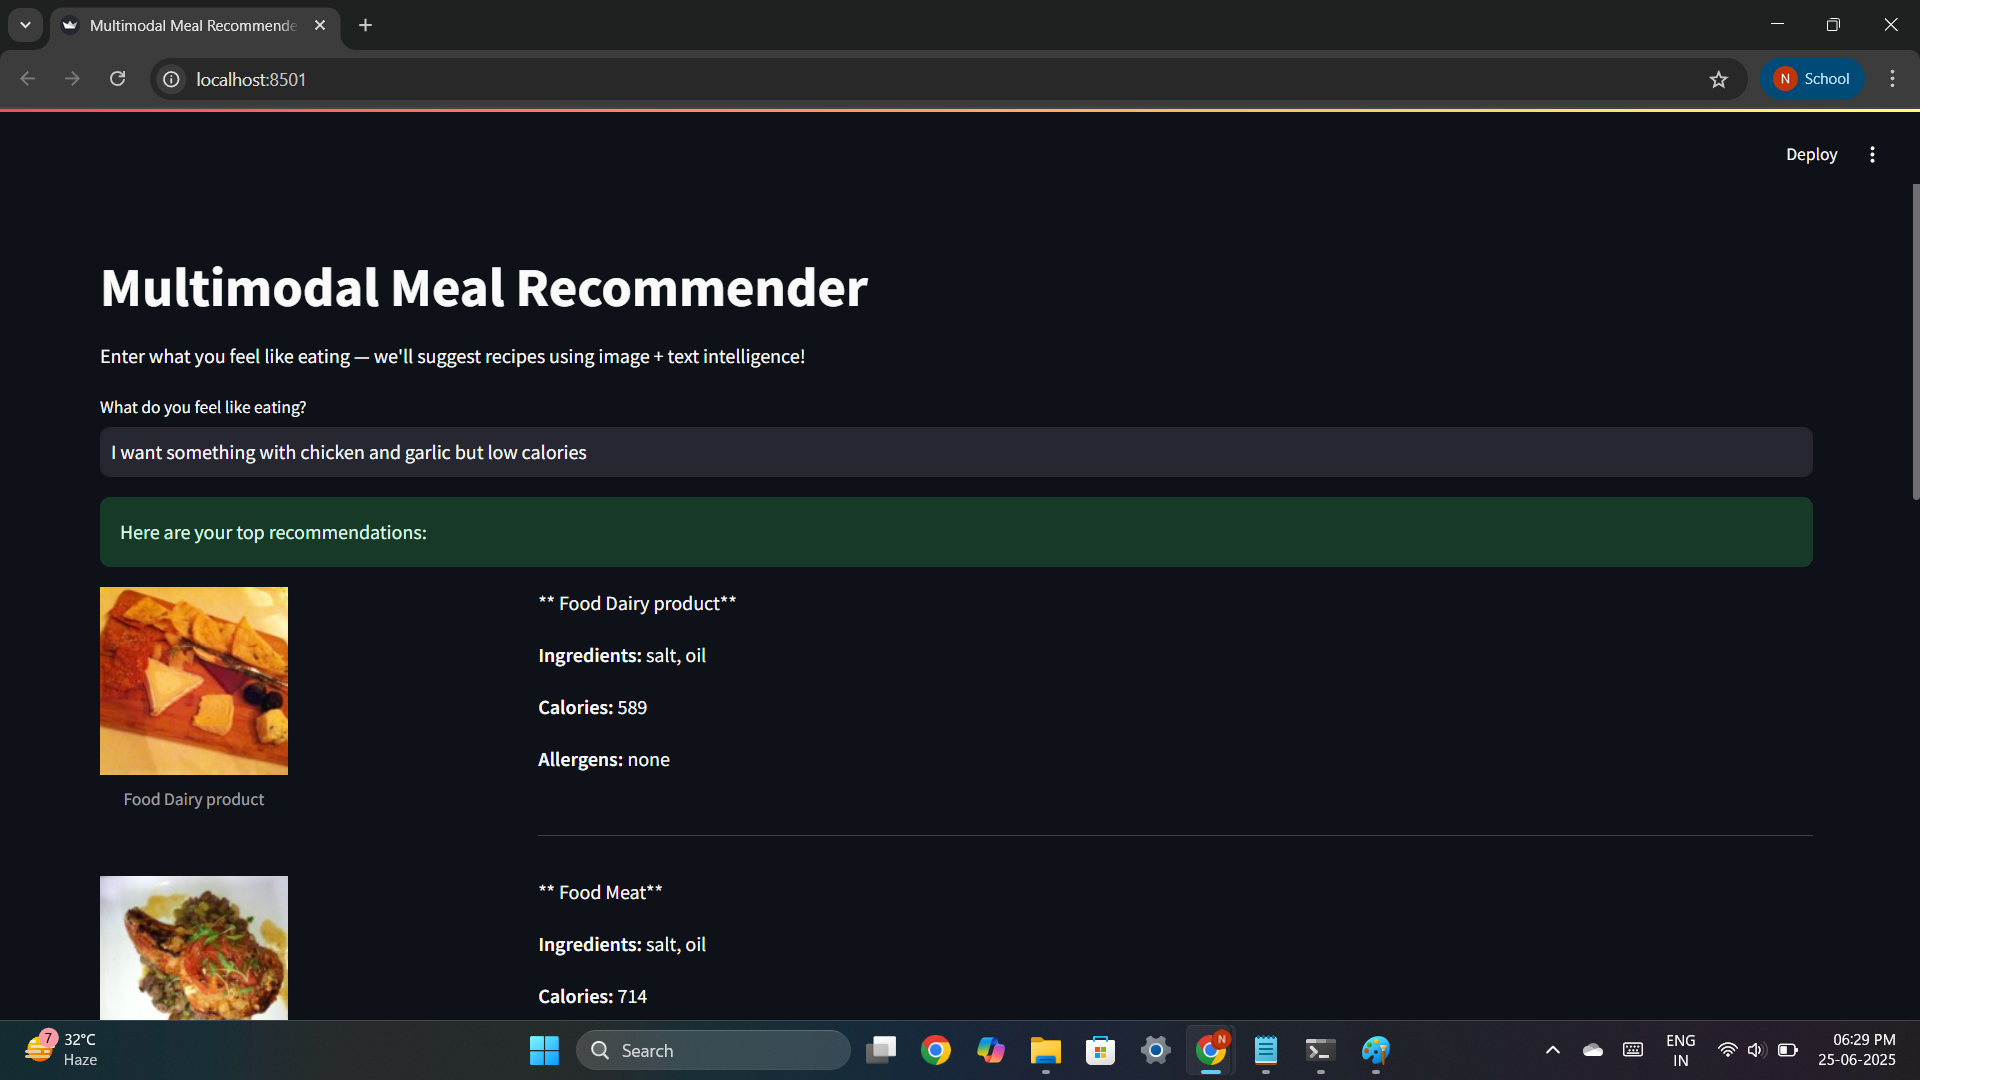 Multimodal Meal Recommende
localhost:8501
N School
Deploy
Multimodal Meal Recommender
Enter what you feel like eating — we'll suggest recipes using image + text intelligence!
What do you feel like eating?
I want something with chicken and garlic but low calories
Here are your top recommendations:
** Food Dairy product**
Ingredients: salt, oil
Calories: 589
Allergens: none
Food Dairy product
** Food Meat**
Ingredients: salt, oil
Calories: 714
7
32°C
Haze
Search
N
ENG
IN
06:29 PM
25-06-2025